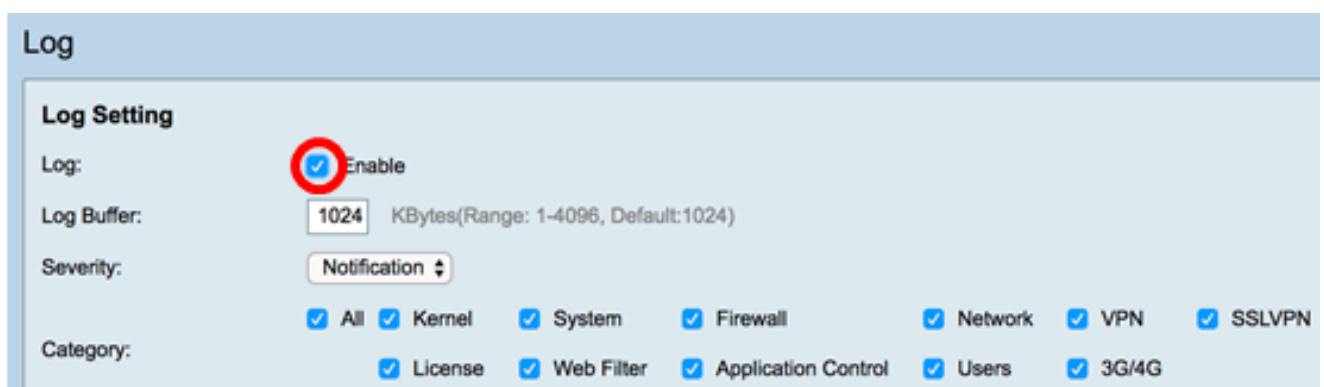 Log
Log Setting
Log: Enable
Log Buffer: 1024 KBytes(Range: 1-4096, Default:1024)
Severity: Notification
All Kernel System Firewall Network VPN SSLVPN
Category:
License Web Filter Application Control Users 3G/4G